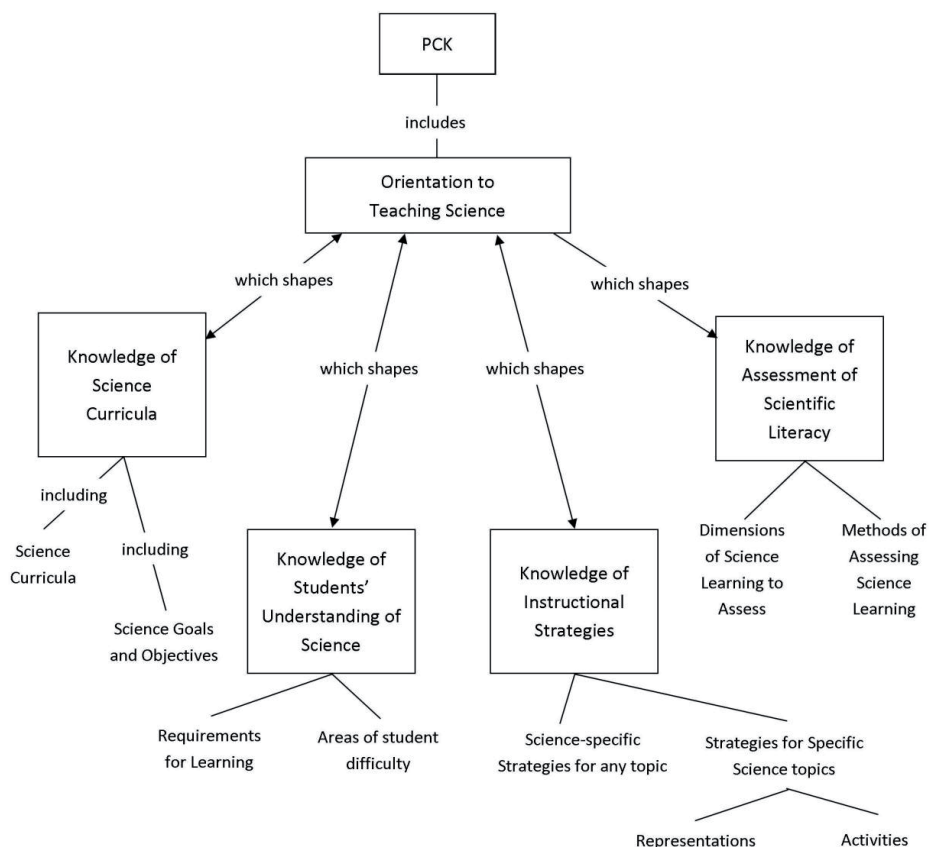 PCK
includes
Orientation to
Teaching Science
which shapes
which shapes
which shapes
which shapes
Knowledge of
Science
Curricula
Knowledge of
Assessment of
Scientific
Literacy
including
including
Science
Curricula
Science Goals
and Objectives
Knowledge of
Students'
Understanding of
Science
Knowledge of
Instructional
Strategies
Dimensions
of Science
Learning to
Assess
Methods of
Assessing
Science
Learning
Requirements
for Learning
Areas of student
difficulty
Science-specific
Strategies for any topic
Strategies for Specific
Science topics
Representations
Activities